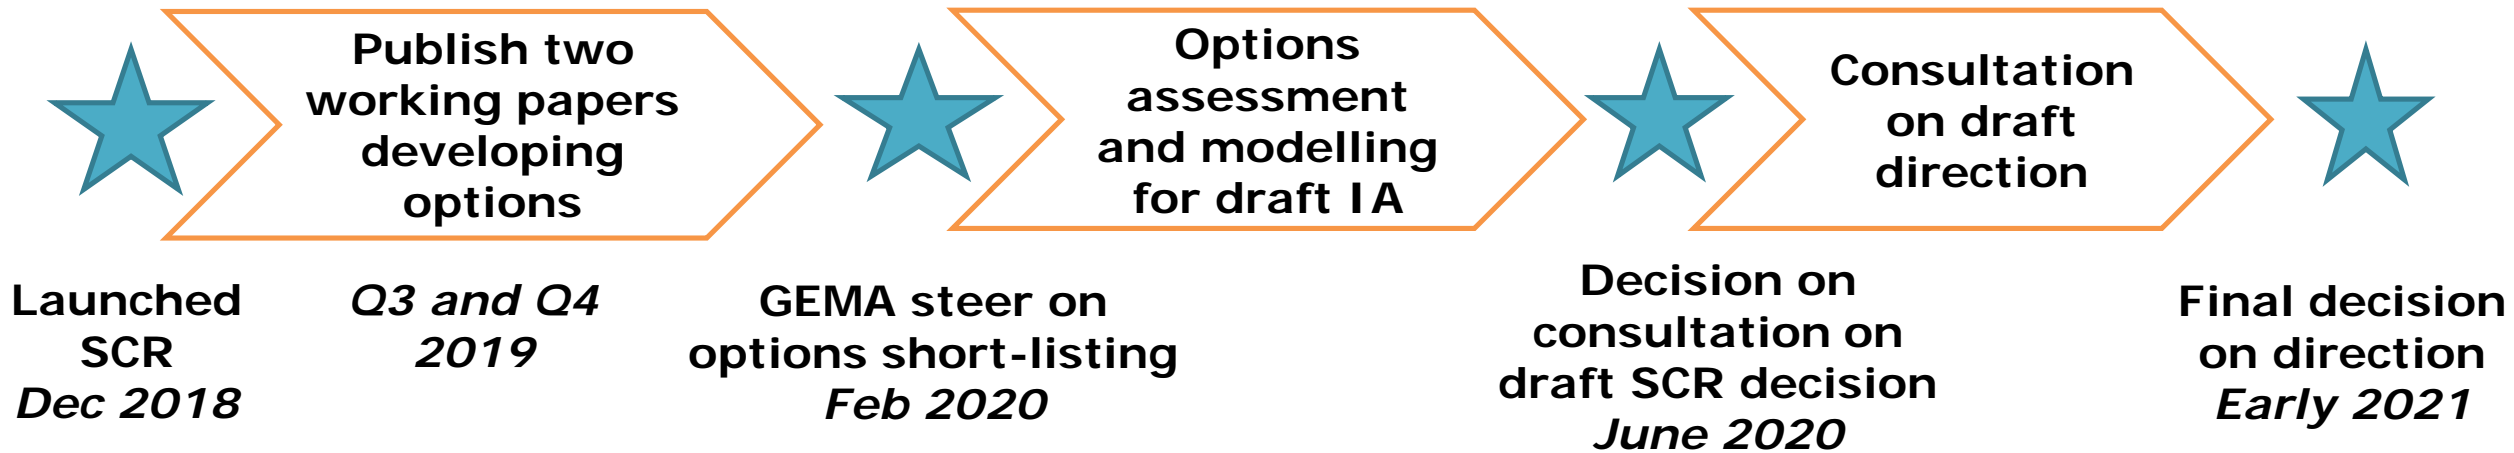 Publish two
working papers
developing
options
Options
assessment
and modelling
for draft IA
Consultation
on draft
direction
Launched
SCR
Dec 2018
Q3 and Q4
2019
GEMA steer on
options short-listing
Feb 2020
Decision on
consultation on
draft SCR decision
June 2020
Final decision
on direction
Early 2021